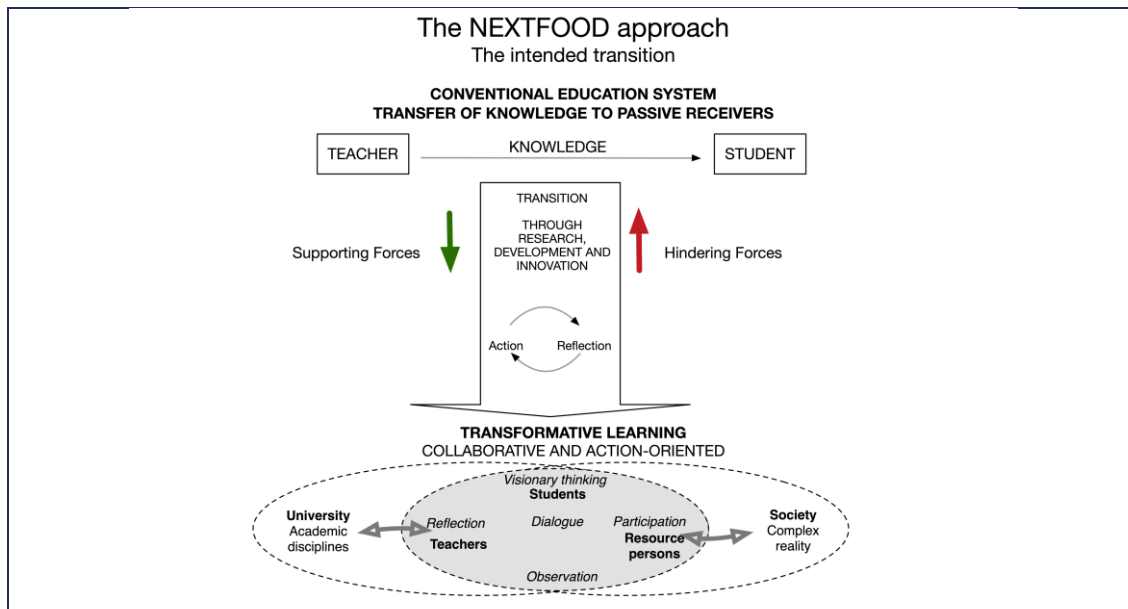 The NEXTFOOD approach
The intended transition
CONVENTIONAL EDUCATION SYSTEM
TRANSFER OF KNOWLEDGE TO PASSIVE RECEIVERS
TEACHER
KNOWLEDGE
STUDENT
TRANSITION
THROUGH
RESEARCH,
DEVELOPMENT AND
INNOVATION
Supporting Forces
Hindering Forces
Action
Reflection
TRANSFORMATIVE LEARNING
COLLABORATIVE AND ACTION-ORIENTED
Visionary thinking
Students
University
Academic
disciplines
Reflection
Teachers
Dialogue
Participation
Resource
persons
Society
Complex
reality
Observation